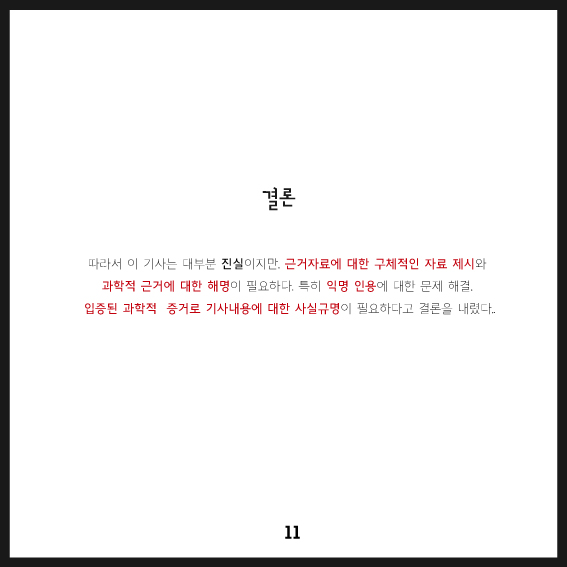 결론
따라서 이 기사는 대부분 진실이지만, 근거자료에 대한 구체적인 자료 제시와
과학적 근거에 대한 해명이 필요하다. 특히 익명 인용에 대한 문제 해결,
입증된 과학적 증거로 기사내용에 대한 사실규명이 필요하다고 결론을 내렸다..
11